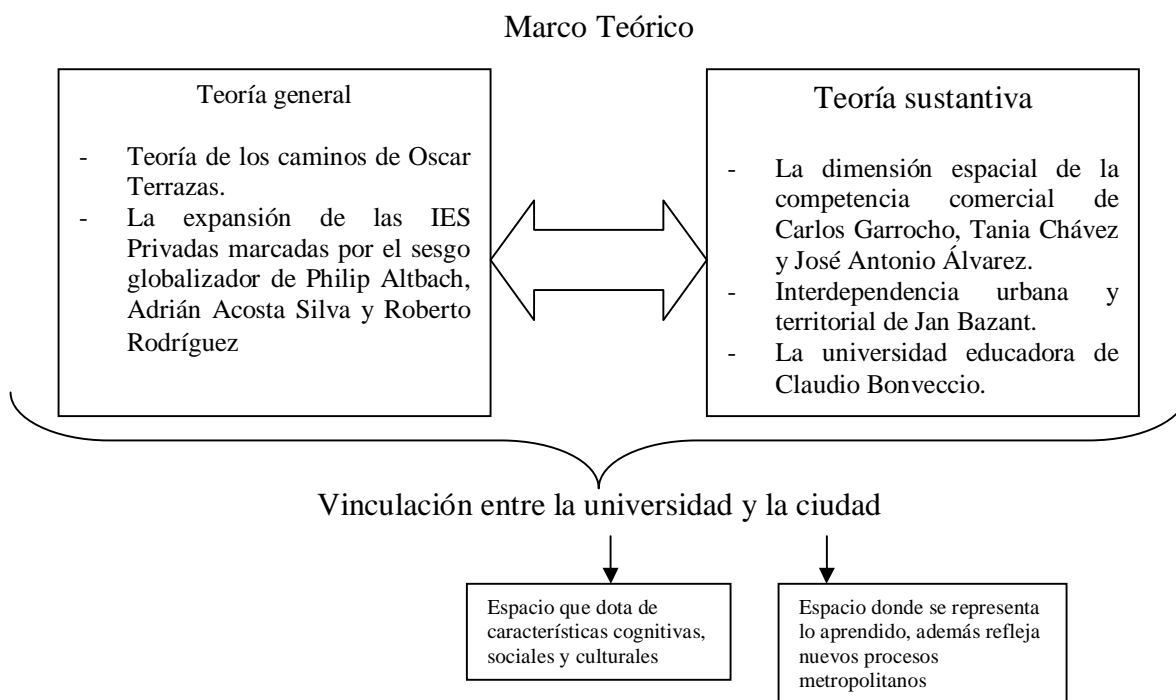 Marco Teórico
Teoría general
- Teoría de los caminos de Oscar
Terrazas.
- La expansión de las IES
Privadas marcadas por el sesgo
globalizador de Philip Altbach,
Adrián Acosta Silva y Roberto
Rodríguez
Teoría sustantiva
- La dimensión espacial de la
competencia comercial de
Carlos Garrocho, Tania Chávez
y José Antonio Álvarez.
- Interdependencia urbana y
territorial de Jan Bazant.
- La universidad educadora de
Claudio Bonveccio.
Vinculación entre la universidad y la ciudad
Espacio que dota de
características cognitivas,
sociales y culturales
Espacio donde se representa
lo aprendido, además refleja
nuevos procesos
metropolitanos